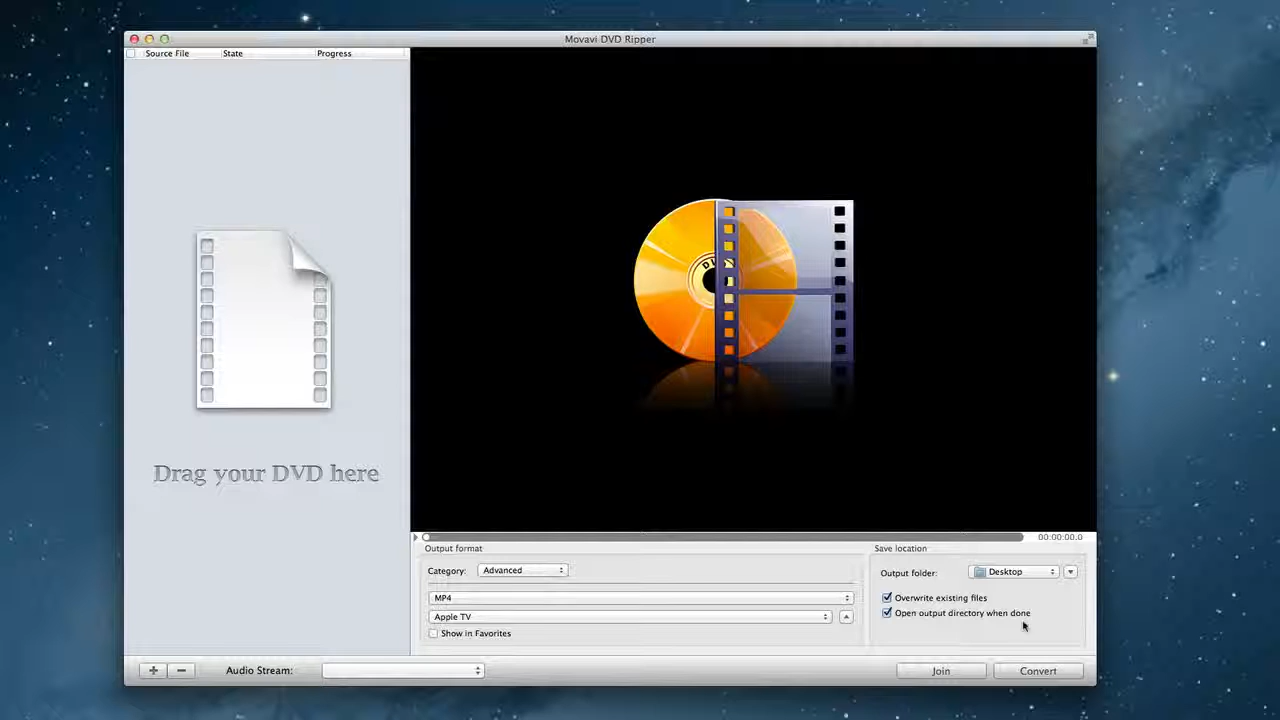 Movavi DVD Ripper
Source File State Progress
Drag your DVD here
00:00:00.0
Output format
Category: Advanced
MP4
Apple TV
Show in Favorites
Save location
Output folder: Desktop
Overwrite existing files
Open output directory when done
Audio Stream:
Join Convert